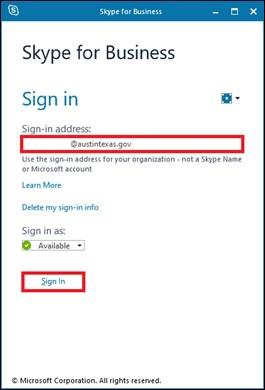 Skype for Business
Skype for Business
Sign in
Sign-in address:
@austintexas.gov
Use the sign-in address for your organization - not a Skype Name
or Microsoft account
Learn More
Delete my sign-in info
Sign in as:
Available
Sign In
© Microsoft Corporation. All rights reserved.